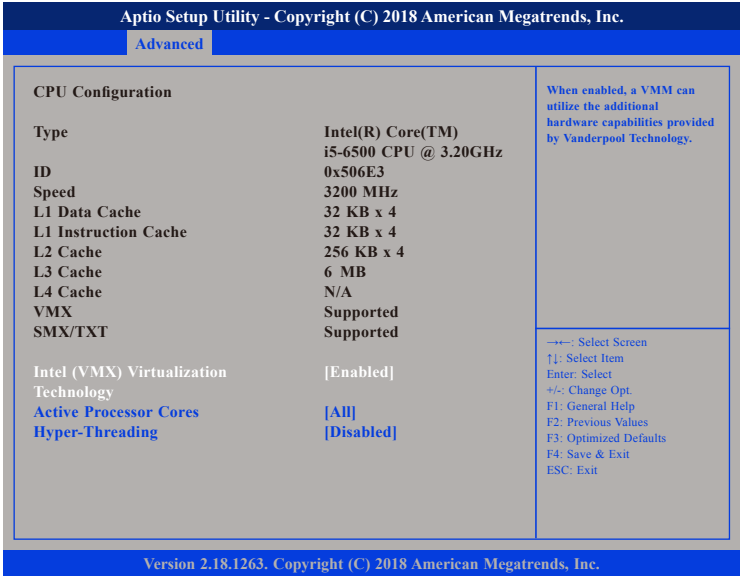 Aptio Setup Utility - Copyright (C) 2018 American Megatrends, Inc.
Advanced
CPU Configuration
Type Intel(R) Core(TM)
i5-6500 CPU @ 3.20GHz
ID 0x506E3
Speed 3200 MHz
L1 Data Cache 32 KB x 4
L1 Instruction Cache 32 KB x 4
L2 Cache 256 KB x 4
L3 Cache 6 MB
L4 Cache N/A
VMX Supported
SMX/TXT Supported
Intel (VMX) Virtualization [Enabled]
Technology
Active Processor Cores [All]
Hyper-Threading [Disabled]
When enabled, a VMM can
utilize the additional
hardware capabilities provided
by Vanderpool Technology.
→←: Select Screen
↑↓: Select Item
Enter: Select
+/-: Change Opt.
F1: General Help
F2: Previous Values
F3: Optimized Defaults
F4: Save & Exit
ESC: Exit
Version 2.18.1263. Copyright (C) 2018 American Megatrends, Inc.